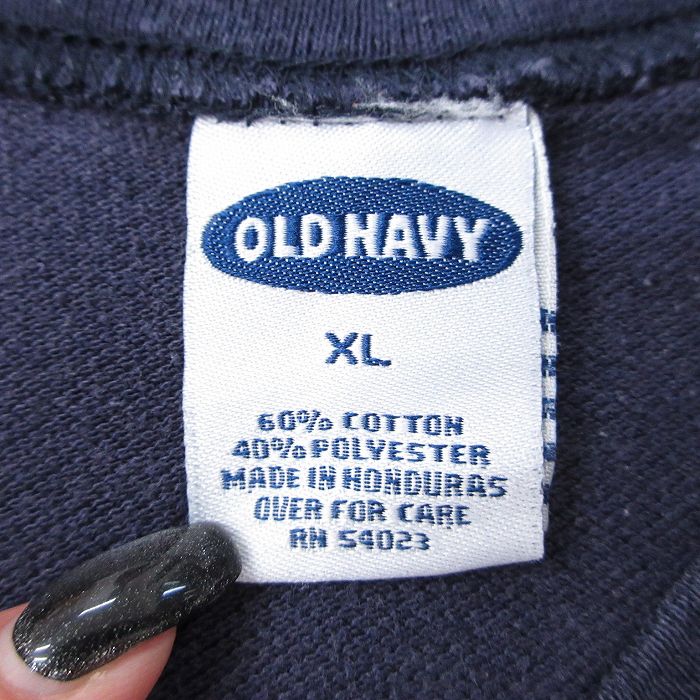 OLD NAVY
XL
60% COTTON
40% POLYESTER
MADE IN HONDURAS
OVER FOR CARE
RN 54023